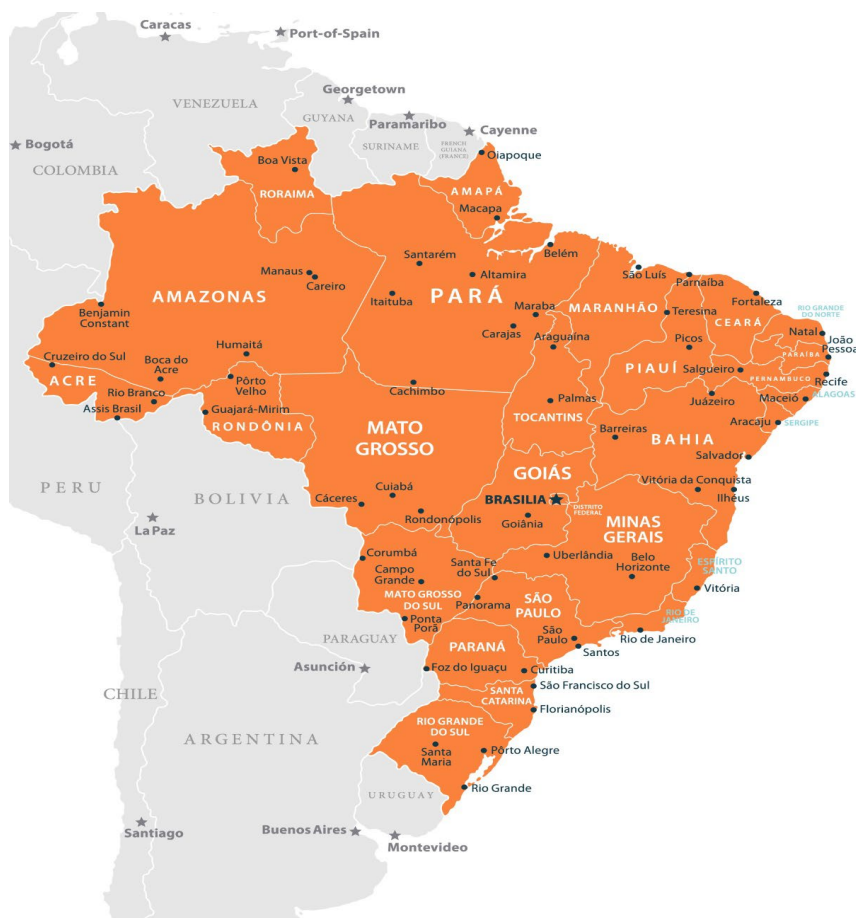 Caracas
Port-of-Spain
VENEZUELA
Georgetown
GUYANA
Paramaribo
Cayenne
Bogotá
SURINAME
FRENCH
GUIANA
(FRANCE)
Oiapoque
COLOMBIA
Boa Vista
RORAIMA
AMAPÁ
Macapa
Belém
Santarém
São Luís
Parnaíba
Manaus
Careiro
Altamira
Itaituba
AMAZONAS
PARÁ
Benjamin
Constant
Maraba
MARANHÃO
Teresina
Fortaleza
CEARÁ
RIO GRANDE
DO NORTE
Natal
João
Pessoa
Carajas
Araguaína
Picos
PARAÍBA
Humaitá
Cruzeiro do Sul
Boca do
Acre
PIAUÍ
Salgueiro
PERNAMBUCO
Recife
ACRE
Rio Branco
Pôrto
Velho
Cachimbo
Palmas
Juázeiro
Maceió
ALAGOAS
Assis Brasil
Guajará-Mirim
RONDÔNIA
TOCANTINS
Aracaju
SERGIPE
MATO
GROSSO
Barreiras
BAHIA
Salvador
GOIÁS
PERU
BOLIVIA
Cuiabá
Cáceres
BRASILIA
Vitória da Conquista
Ilhéus
DISTRITO
FEDERAL
Rondonópolis
Goiânia
La Paz
MINAS
GERAIS
Corumbá
Campo
Grande
Santa Fe
do Sul
Uberlândia
Belo
Horizonte
ESPÍRITO
SANTO
Vitória
MATO GROSSO
DO SUL
Panorama
SÃO
PAULO
RIO DE
JANEIRO
Ponta
Porã
São
Paulo
Rio de Janeiro
Santos
PARAGUAY
PARANÁ
Asunción
Foz do Iguaçu
Curitiba
CHILE
SANTA
CATARINA
São Francisco do Sul
Florianópolis
RIO GRANDE
DO SUL
ARGENTINA
Santa
Maria
Pôrto Alegre
Rio Grande
URUGUAY
Santiago
Buenos Aires
Montevideo